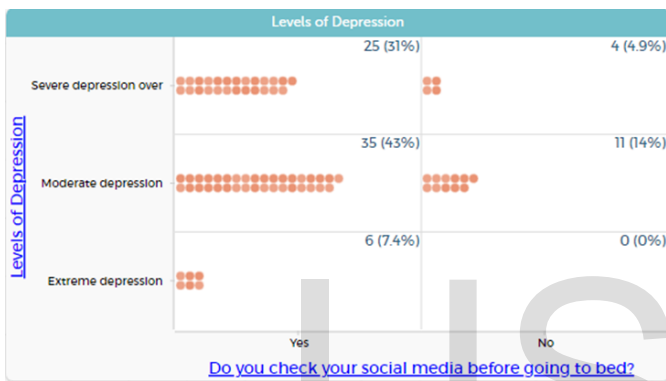 Levels of Depression
25 (31%)
4 (4.9%)
Severe depression over
35 (43%)
11 (14%)
Moderate depression
6 (7.4%)
0 (0%)
Extreme depression
Levels of Depression
Yes
No
Do you check your social media before going to bed?